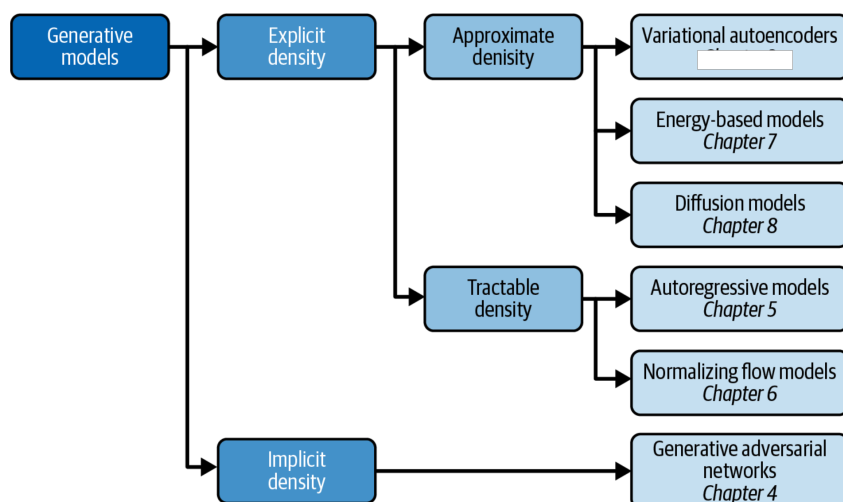 Generative
models
Explicit
density
Approximate
denisity
Variational autoencoders
Energy-based models
Chapter 7
Diffusion models
Chapter 8
Tractable
density
Autoregressive models
Chapter 5
Normalizing flow models
Chapter 6
Implicit
density
Generative adversarial
networks
Chapter 4